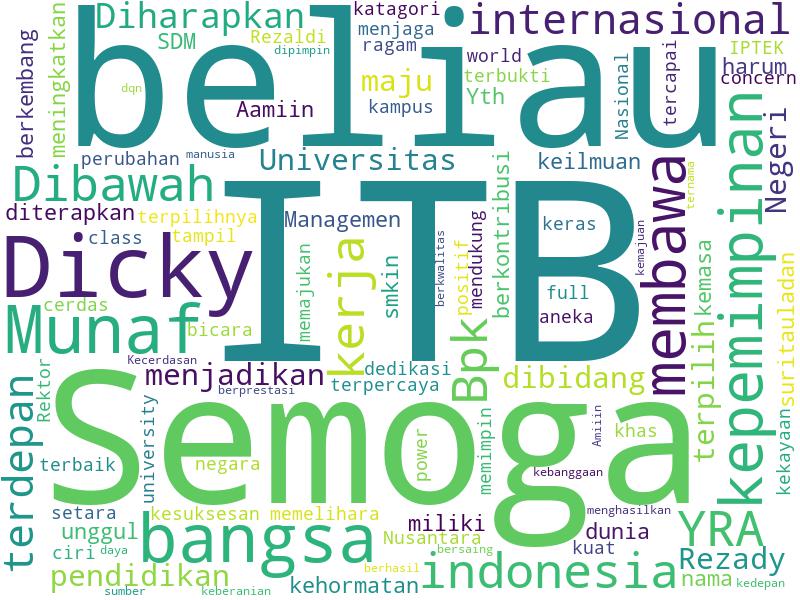 katagori
Diharapkan
internasional
menjaga
SDM
Rezaldi
ragam
dipimpin
berkembang
meningkatkan
beliau
world
IPTEK
harum
concern
terbukti
maju
Yth
dqn
Aamiin
kampus
Nasional
tercapai
perubahan
manusia
Universitas
keilmuan
Negeri
Dibawah
ITB
berkontribusi
membawa
ternama
kepemimpinan
diterapkan
terpilihnya
Managemen
class
tampil
keras
Dicky
memajukan
kerja
smkin
berkwalitas
positif
mendukung
kemajuan
kemasa
suritauladan
full
cerdas
aneka
Munaf
bicara
Bpk
terpilih
Kecerdasan
Rektor
menjadikan
dedikasi
dibidang
terpercaya
berprestasi
terdepan
Semoga
university
power
memimpin
Amiiin
khas
kekayaan
terbaik
negara
kebanggaan
setara
kesuksesan
memelihara
miliki
menghasilkan
unggul
bangsa
Nusantara
dunia
YRA
ciri
daya
bersaing
kuat
Rezady
pendidikan
berhasil
indonesia
nama
kedepan
sumber
keberanian
kehormatan